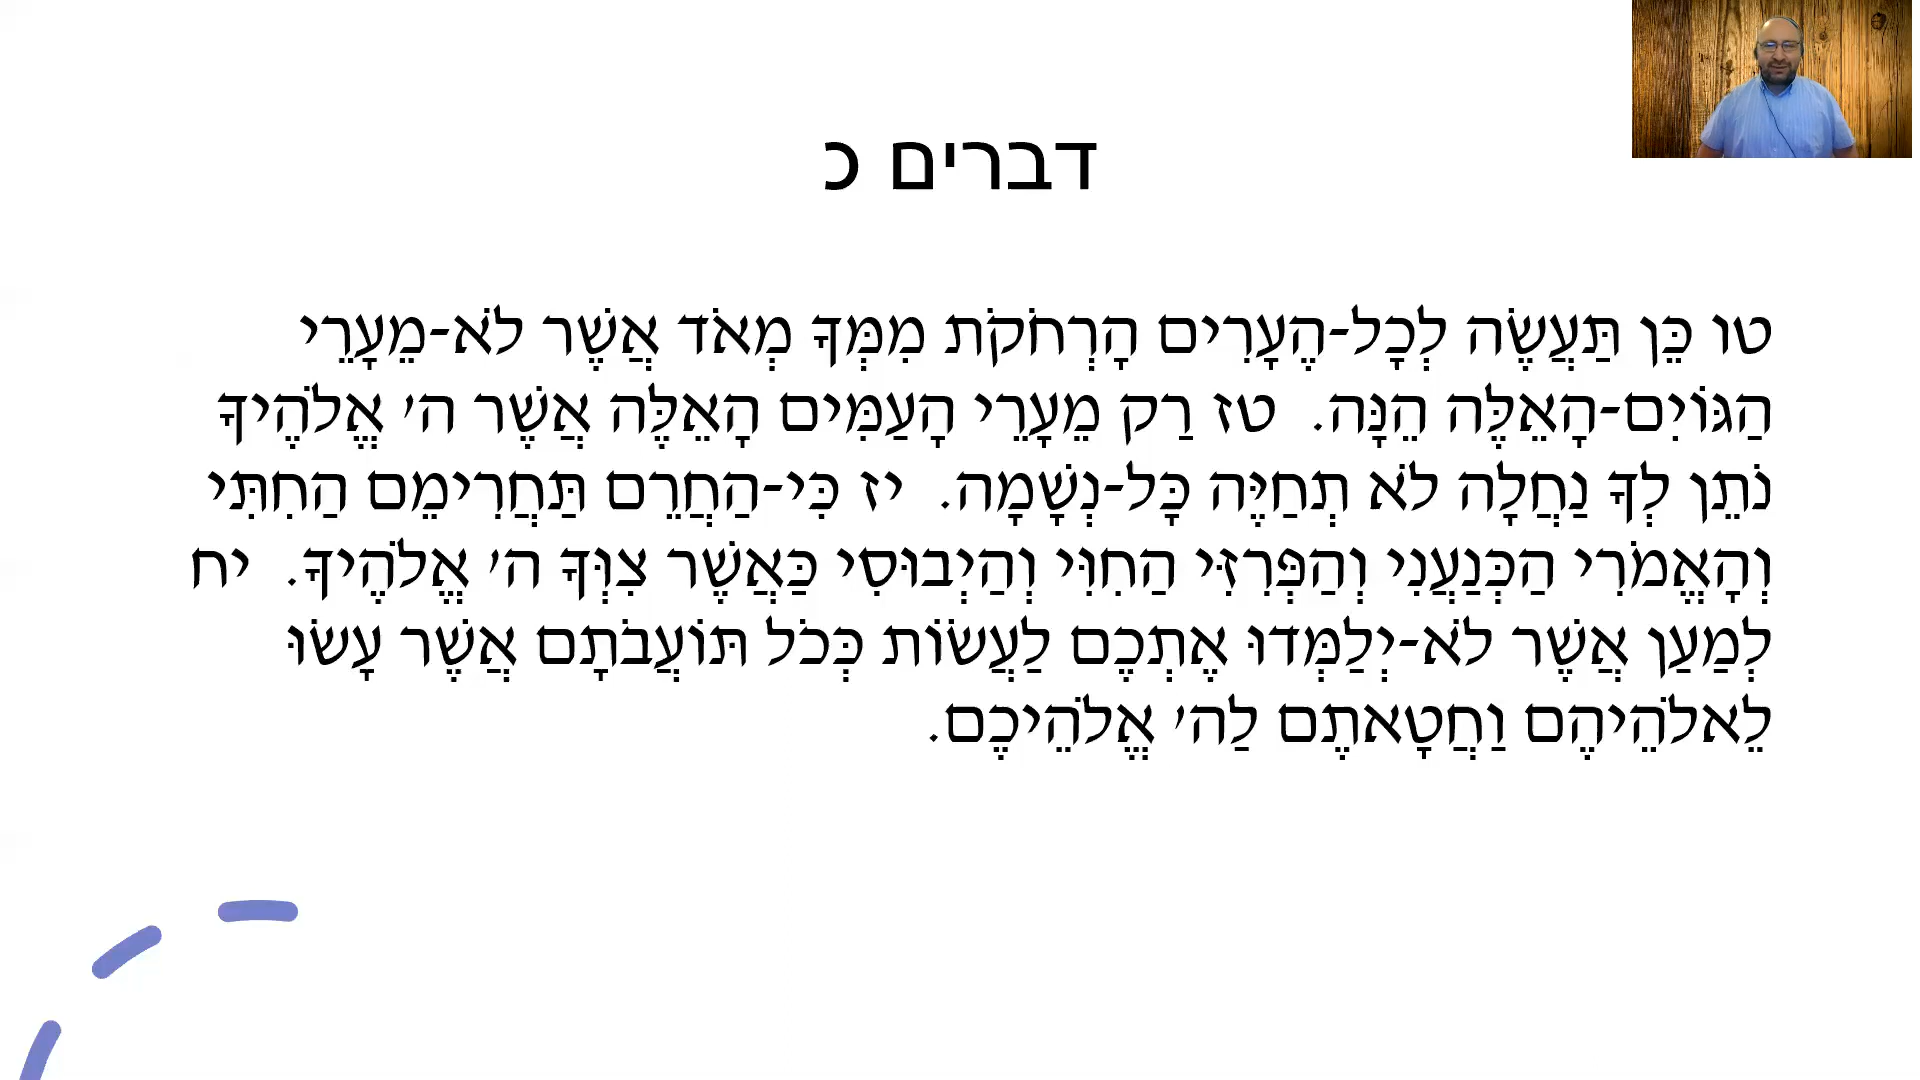 דברים כ
טו כֵּן תַּעֲשֶׂה לְכָל-הֶעָרִים הָרְחֹקֹת מִמְּךָ מְאֹד אֲשֶׁר לֹא-מֵעָרֵי
הַגּוֹיִם-הָאֵלֶּה הֵנָּה. טז רַק מֵעָרֵי הָעַמִּים הָאֵלֶּה אֲשֶׁר ה' אֱלֹהֶיךָ
נֹתֵן לְךָ נַחֲלָה לֹא תְחַיֶּה כָּל-נְשָׁמָה. יז כִּי-הַחֲרֵם תַּחֲרִימֵם הַחִתִּי
וְהָאֱמֹרִי הַכְּנַעֲנִי וְהַפְּרִזִּי הַחִוִּי וְהַיְבוּסִי כַּאֲשֶׁר צִוְּךָ ה' אֱלֹהֶיךָ. יח
לְמַעַן אֲשֶׁר לֹא-יְלַמְּדוּ אֶתְכֶם לַעֲשׂוֹת כְּכֹל תּוֹעֲבֹתָם אֲשֶׁר עָשׂוּ
לֵאלֹהֵיהֶם וַחֲטָאתֶם לַה' אֱלֹהֵיכֶם.